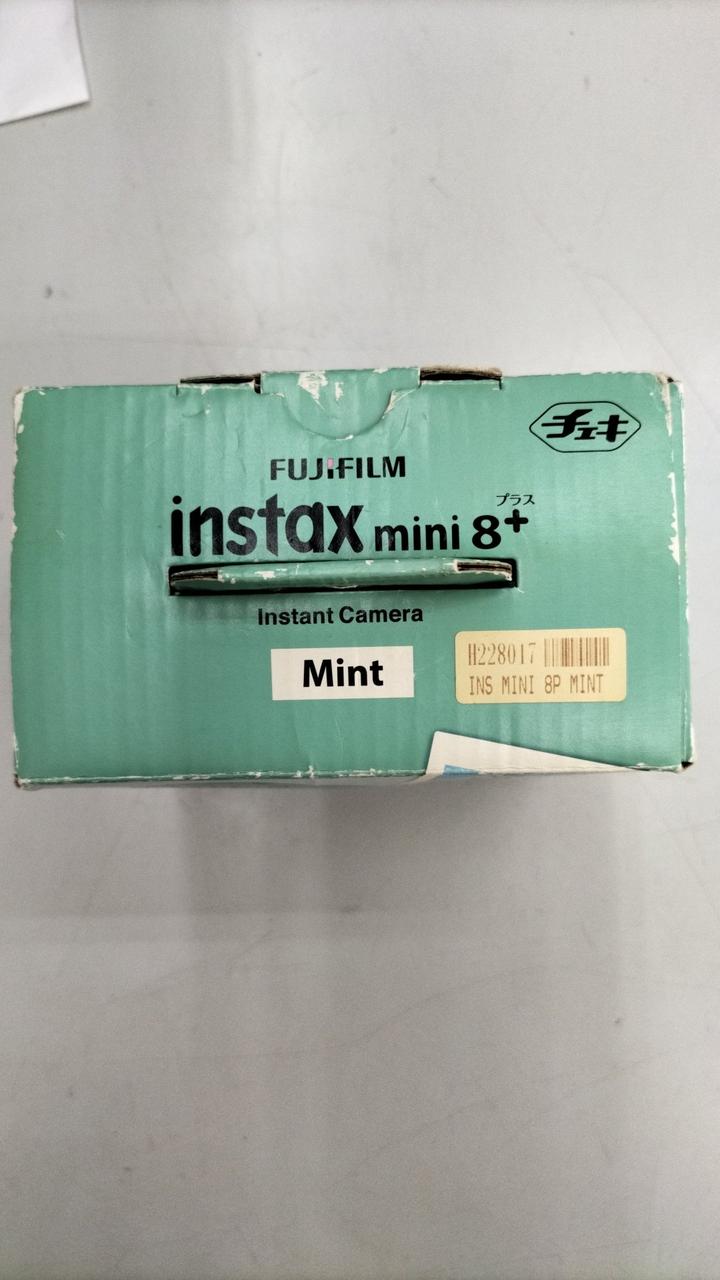 チェキ
FUJIFILM
プラス
instax mini 8+
Instant Camera
Mint
H228017
INS MINI 8P MINT